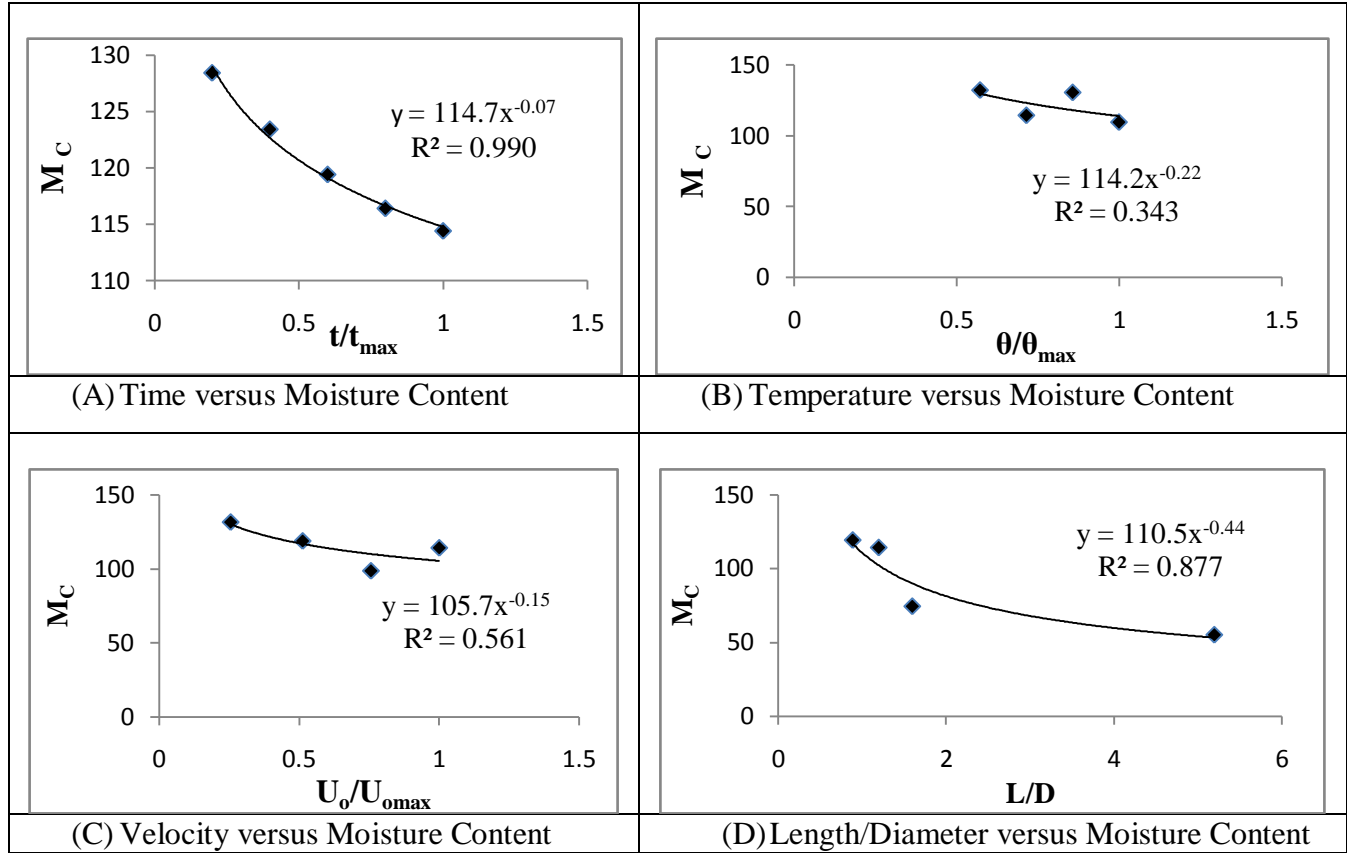 130
125
120
115
110
M C
0
0.5
1
1.5
t/tmax
y = 114.7x-0.07
R² = 0.990
(A) Time versus Moisture Content
150
100
50
0
M C
0
0.5
1
1.5
θ/θmax
y = 114.2x-0.22
R² = 0.343
(B) Temperature versus Moisture Content
150
100
50
0
MC
0
0.5
1
1.5
Uo/Uomax
y = 105.7x-0.15
R² = 0.561
(C) Velocity versus Moisture Content
150
100
50
0
MC
0
2
4
6
L/D
y = 110.5x-0.44
R² = 0.877
(D) Length/Diameter versus Moisture Content